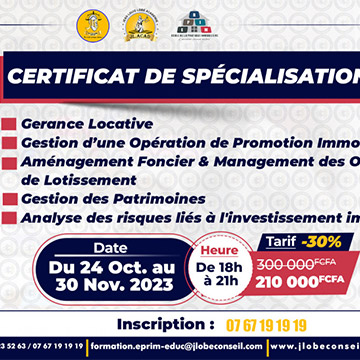 CERTIFICAT DE SPÉCIALISATION
Gerance Locative
Gestion d'une Opération de Promotion Immo
Aménagement Foncier & Management des O
de Lotissement
Gestion des Patrimoines
Analyse des risques liés à l'investissement im
Date
Du 24 Oct. au
30 Nov. 2023
Heure
De 18h
à 21h
Tarif -30%
300 000FCFA
210 000FCFA
Inscription : 07 67 19 19 19
3 52 63 / 07 67 19 19 19 | formation.eprim-educ@jlobeconseil.com | www.jlobeconsei